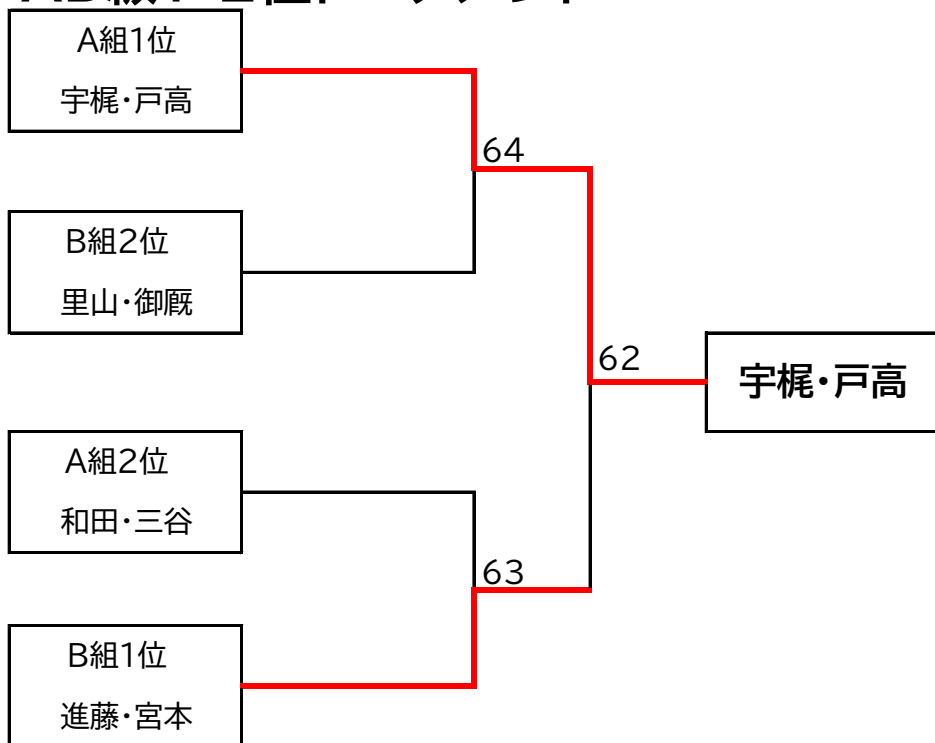 A組1位
宇梶・戸高
64
B組2位
里山・御厩
62
宇梶・戸高
A組2位
和田・三谷
63
B組1位
進藤・宮本